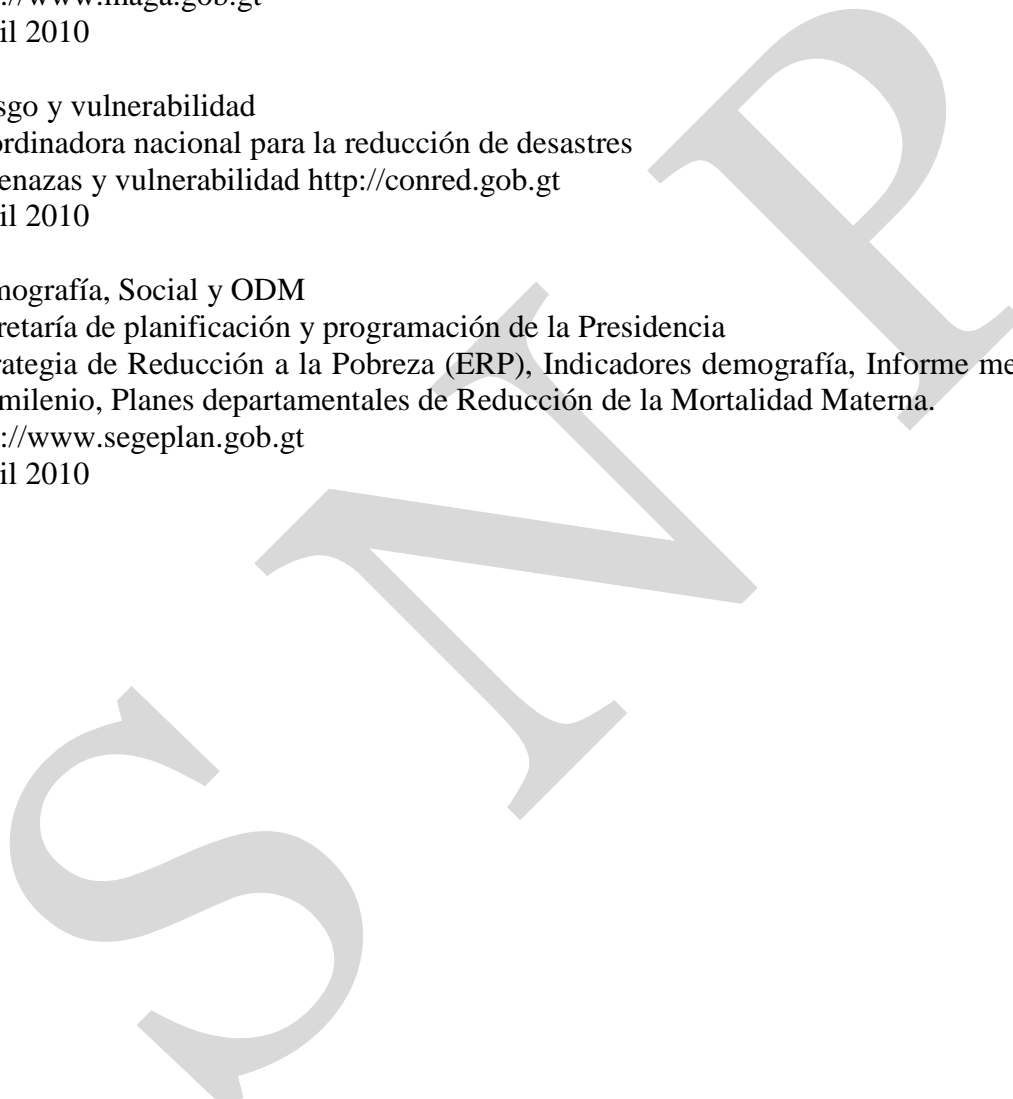 ://www.maga.gob.gt
il 2010
sgo y vulnerabilidad
ordinadora nacional para la reducción de desastres
enazas y vulnerabilidad http://conred.gob.gt
il 2010
mografía, Social y ODM
retaría de planificación y programación de la Presidencia
rategia de Reducción a la Pobreza (ERP), Indicadores demografía, Informe me
milenio, Planes departamentales de Reducción de la Mortalidad Materna.
://www.segeplan.gob.gt
il 2010
SNP